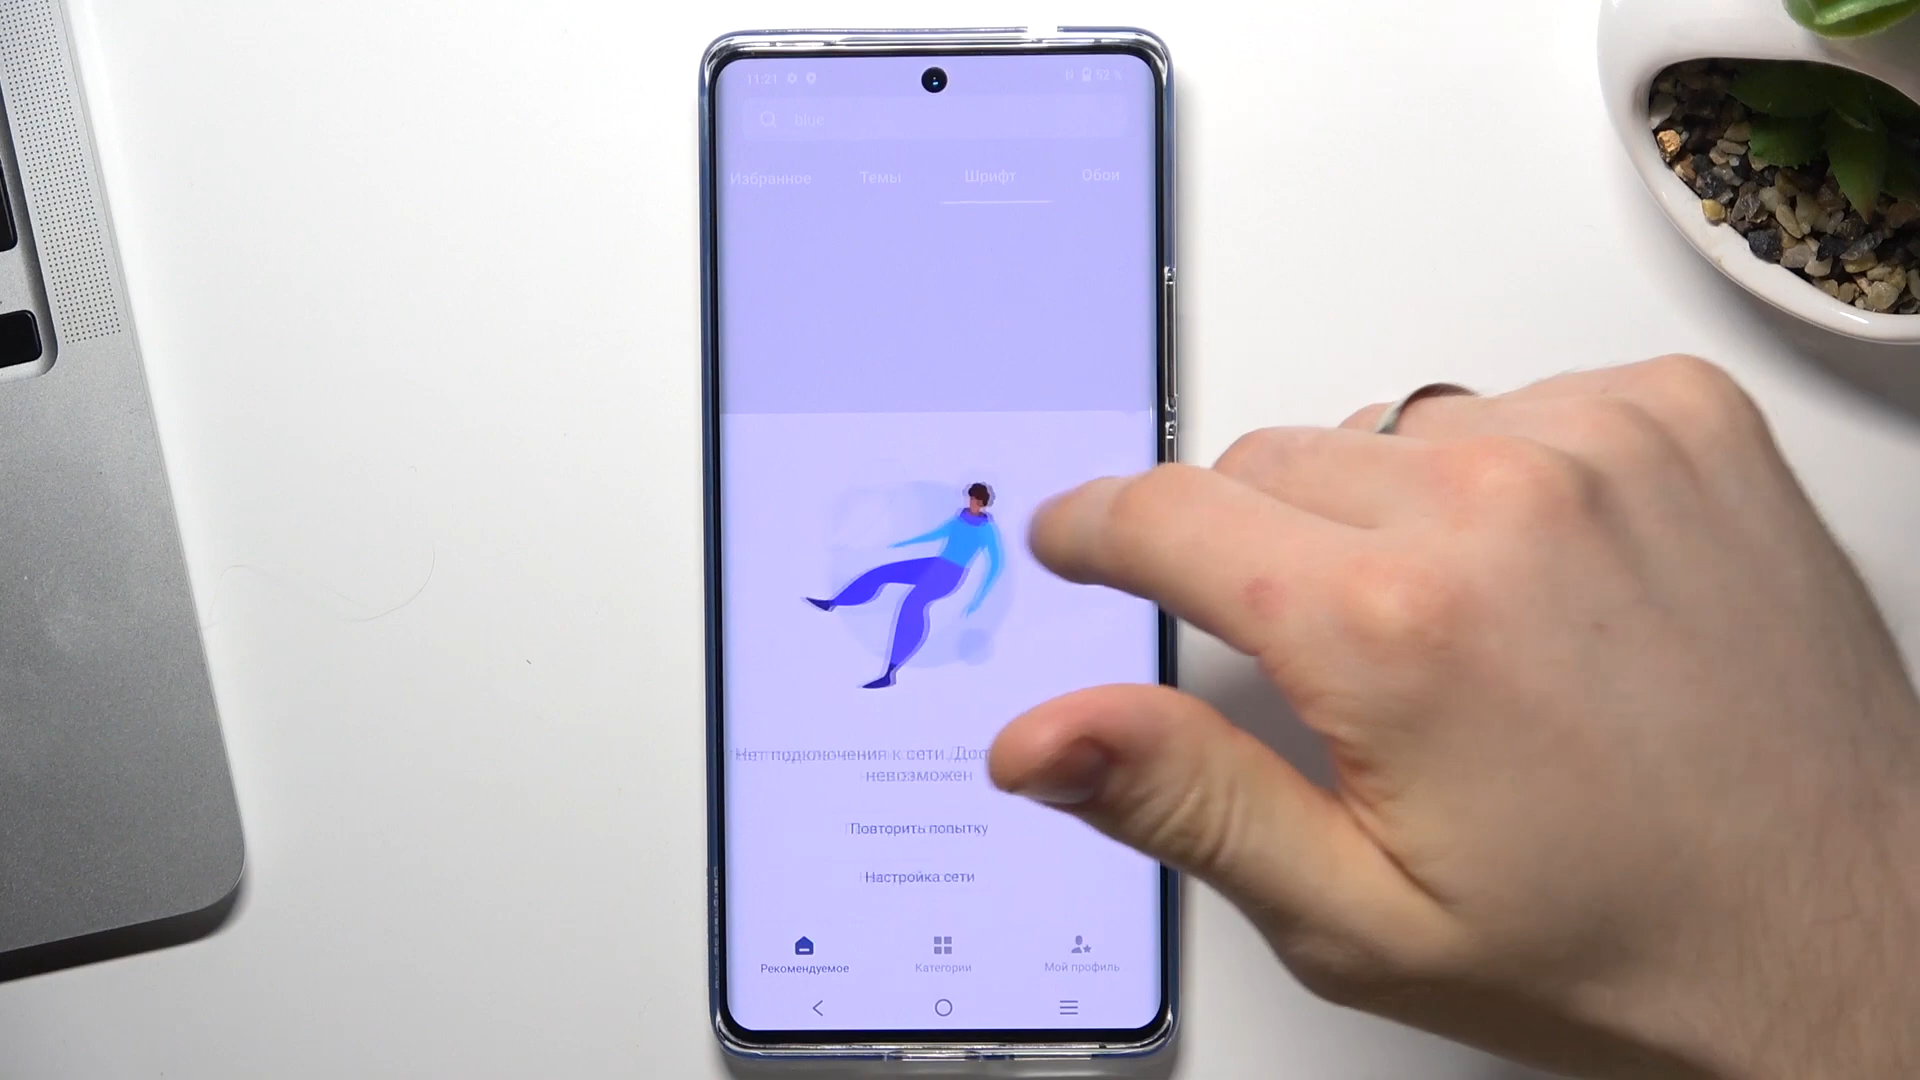 11:21
52 %
blue
Избранное
Темы
Шрифт
Обои
Нет подключения к сети.
невозможен
Повторить попытку
Настройка сети
Рекомендуемое
Категории
Мой профиль